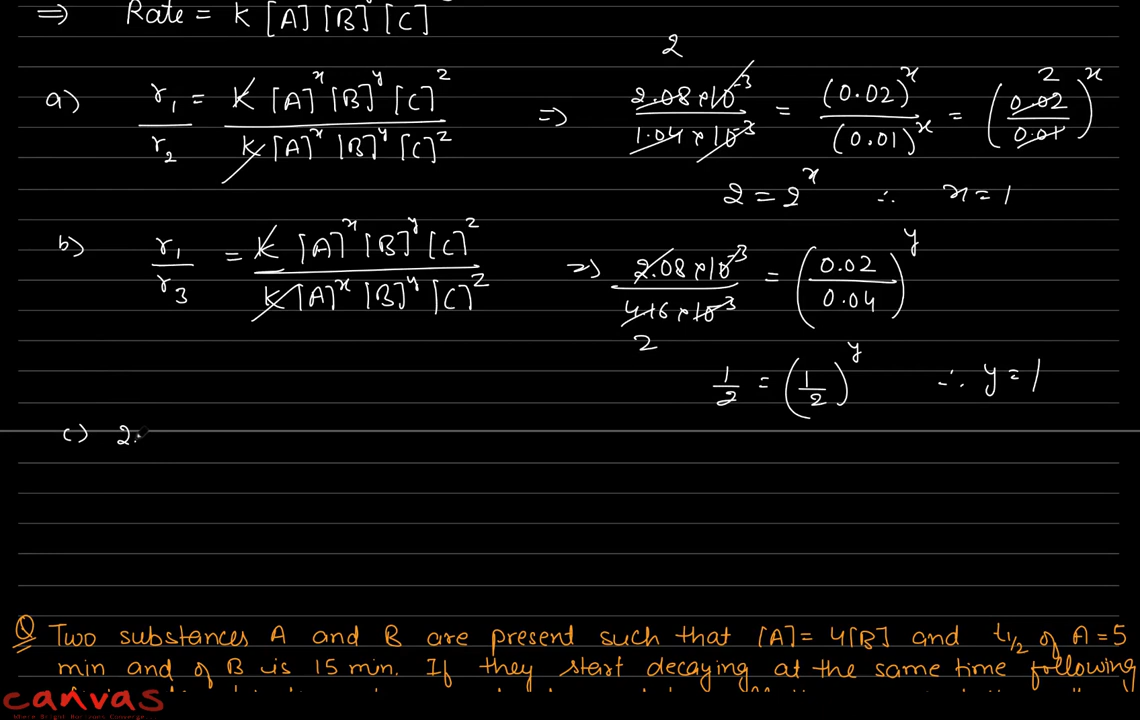 ⇒ Rate = K [A] [B] [C]
a) r₁/r₂ = K [A]^x [B]^y [C]^2 / K [A]^x [B]^y [C]^2 ⇒ 2 2.08×10^-3 / 1.04×10^-3 = (0.02)^x / (0.01)^x = (2 0.02 / 0.01)^x
2 = 2^x ∴ x = 1
b) r₁/r₃ = K [A]^x [B]^y [C]^2 / K [A]^x [B]^y [C]^2 ⇒ 2.08×10^-3 / 4.16×10^-3 2 = (0.02 / 0.04)^y
1/2 = (1/2)^y ∴ y = 1
c) 2.
Q Two substances A and B are present such that [A] = 4[B] and t1/2 of A = 5
min and of B is 15 min. If they start decaying at the same time following
canvas